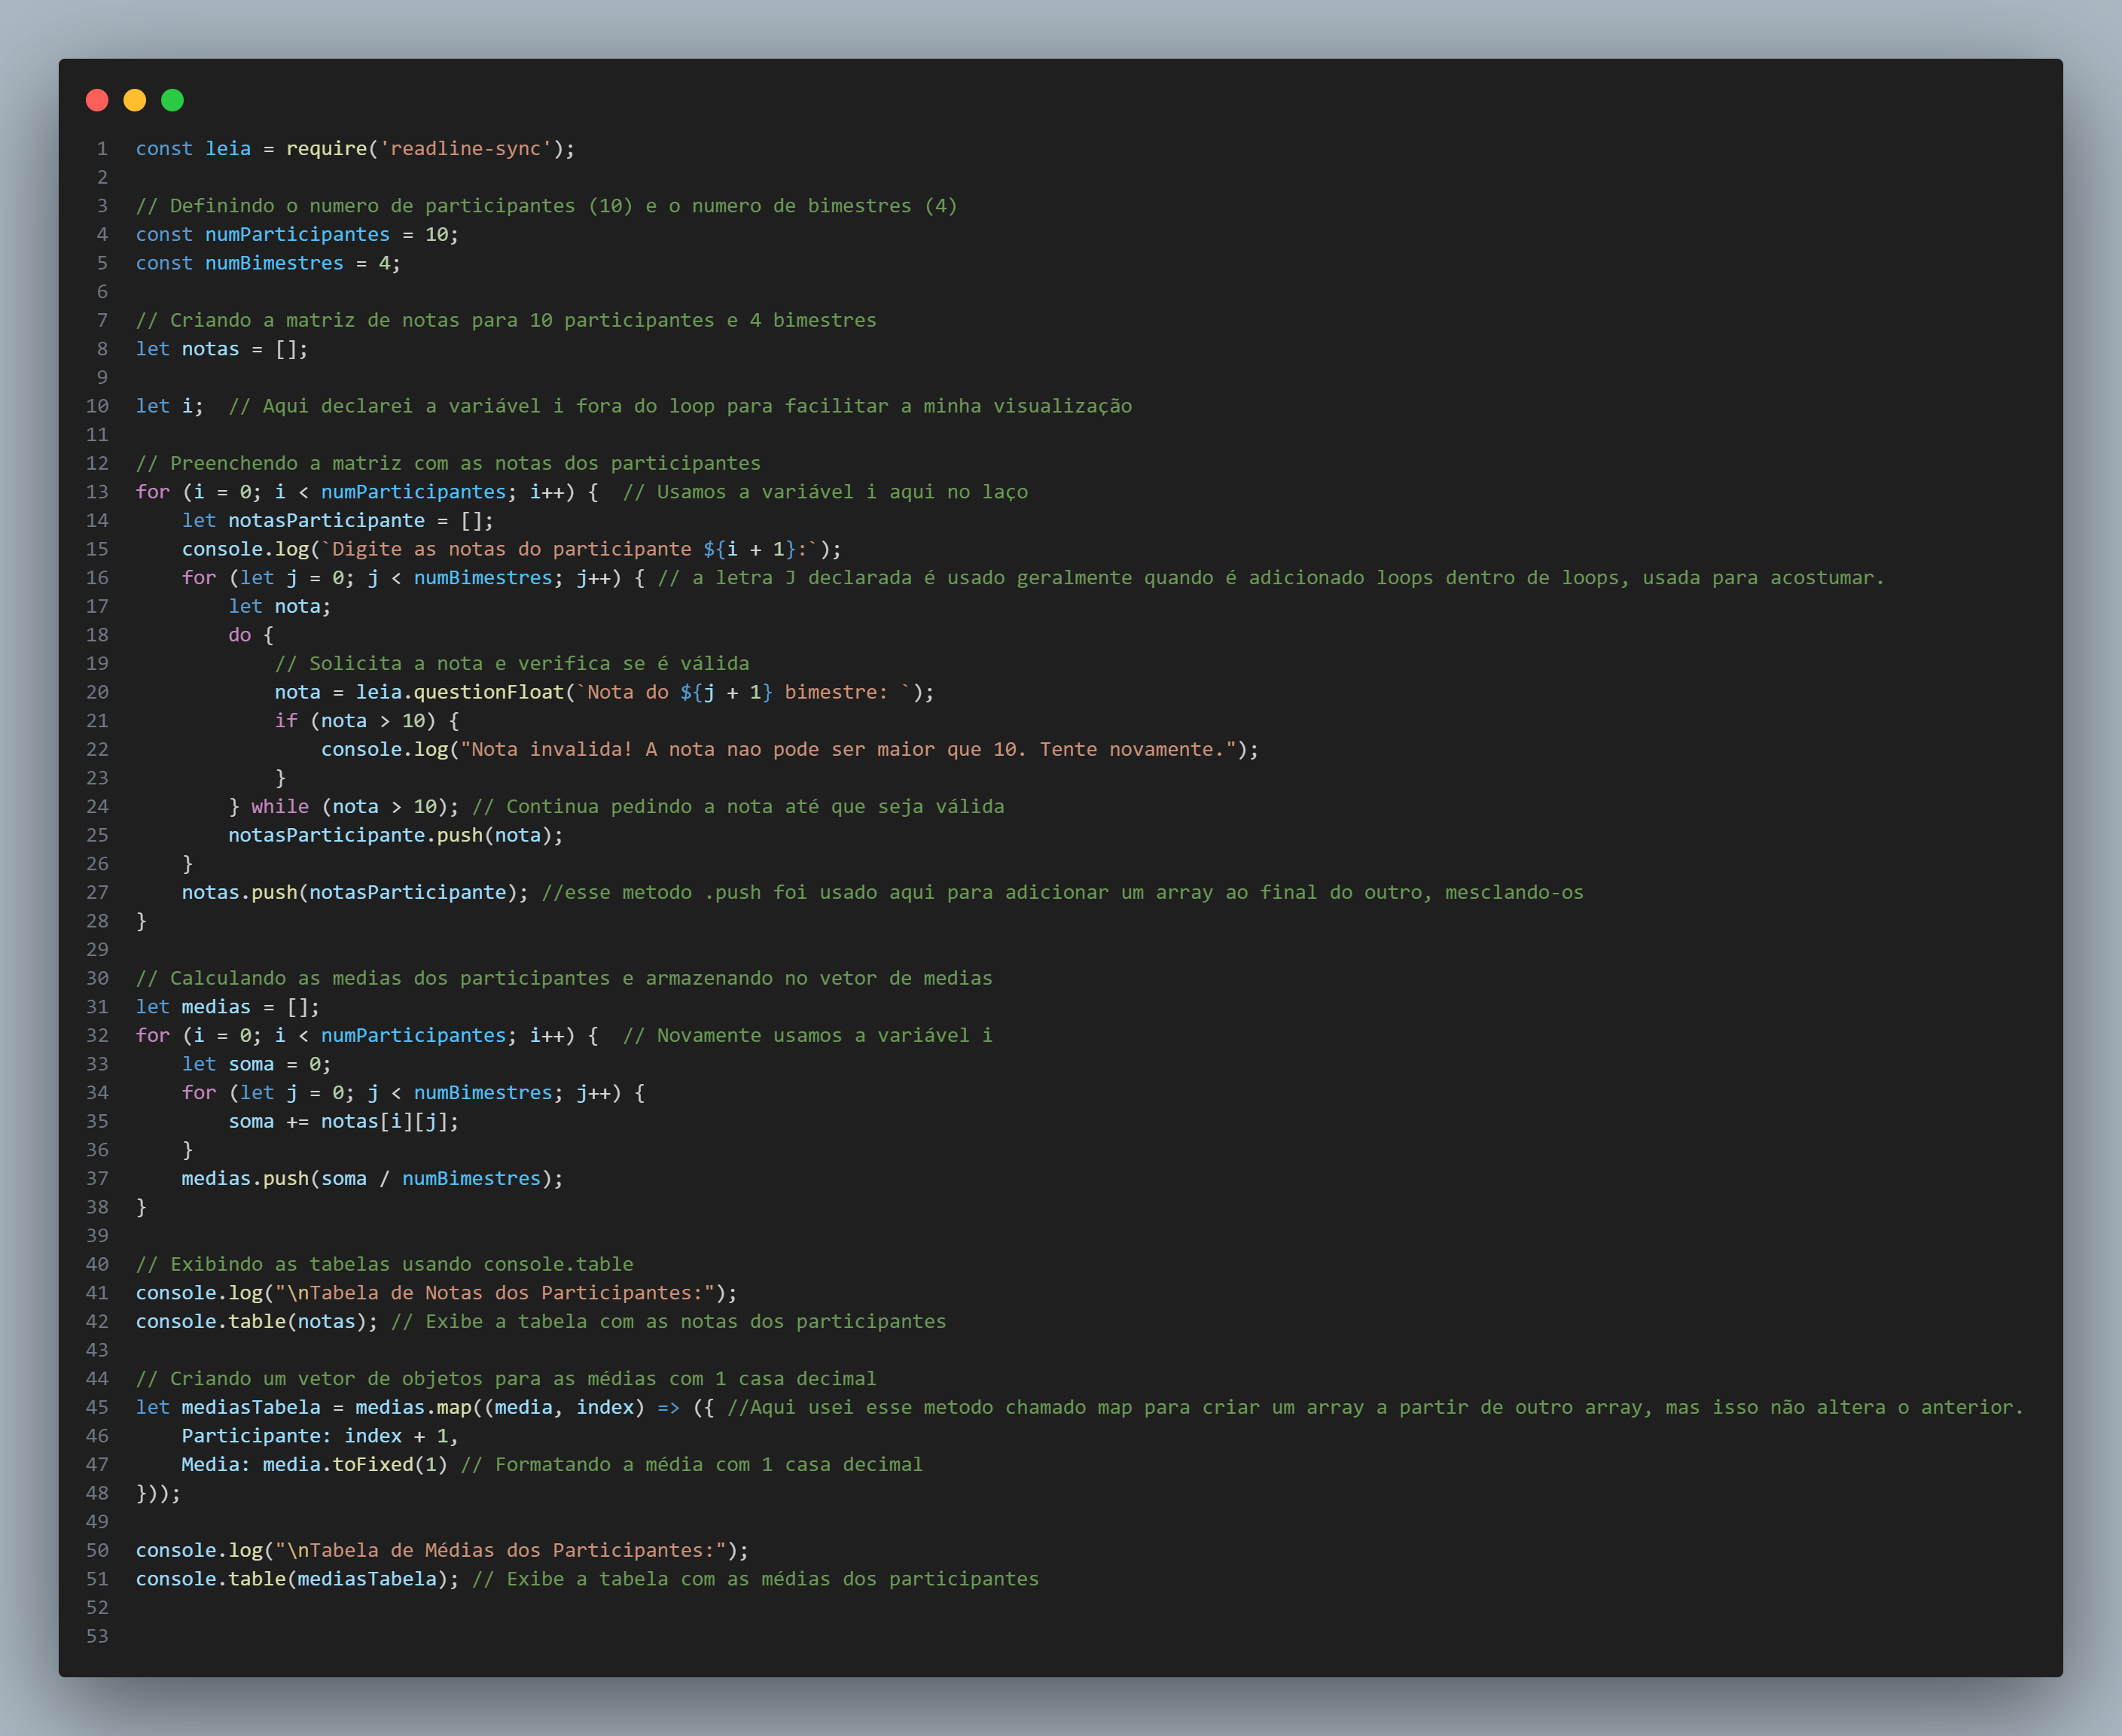 1 const leia = require('readline-sync');
2
3 // Definindo o numero de participantes (10) e o numero de bimestres (4)
4 const numParticipantes = 10;
5 const numBimestres = 4;
6
7 // Criando a matriz de notas para 10 participantes e 4 bimestres
8 let notas = [];
9
10 let i;  // Aqui declarei a variável i fora do loop para facilitar a minha visualização
11
12 // Preenchendo a matriz com as notas dos participantes
13 for (i = 0; i < numParticipantes; i++) {  // Usamos a variável i aqui no laço
14     let notasParticipante = [];
15     console.log(`Digite as notas do participante ${i + 1}:`);
16     for (let j = 0; j < numBimestres; j++) { // a letra J declarada é usado geralmente quando é adicionado loops dentro de loops, usada para acostumar.
17         let nota;
18         do {
19             // Solicita a nota e verifica se é válida
20             nota = leia.questionFloat(`Nota do ${j + 1} bimestre: `);
21             if (nota > 10) {
22                 console.log("Nota invalida! A nota nao pode ser maior que 10. Tente novamente.");
23             }
24         } while (nota > 10); // Continua pedindo a nota até que seja válida
25         notasParticipante.push(nota);
26     }
27     notas.push(notasParticipante); //esse metodo .push foi usado aqui para adicionar um array ao final do outro, mesclando-os
28 }
29
30 // Calculando as medias dos participantes e armazenando no vetor de medias
31 let medias = [];
32 for (i = 0; i < numParticipantes; i++) {  // Novamente usamos a variável i
33     let soma = 0;
34     for (let j = 0; j < numBimestres; j++) {
35         soma += notas[i][j];
36     }
37     medias.push(soma / numBimestres);
38 }
39
40 // Exibindo as tabelas usando console.table
41 console.log("\nTabela de Notas dos Participantes:");
42 console.table(notas); // Exibe a tabela com as notas dos participantes
43
44 // Criando um vetor de objetos para as médias com 1 casa decimal
45 let mediasTabela = medias.map((media, index) => ({ //Aqui usei esse metodo chamado map para criar um array a partir de outro array, mas isso não altera o anterior.
46     Participante: index + 1,
47     Media: media.toFixed(1) // Formatando a média com 1 casa decimal
48 }));
49
50 console.log("\nTabela de Médias dos Participantes:");
51 console.table(mediasTabela); // Exibe a tabela com as médias dos participantes
52
53